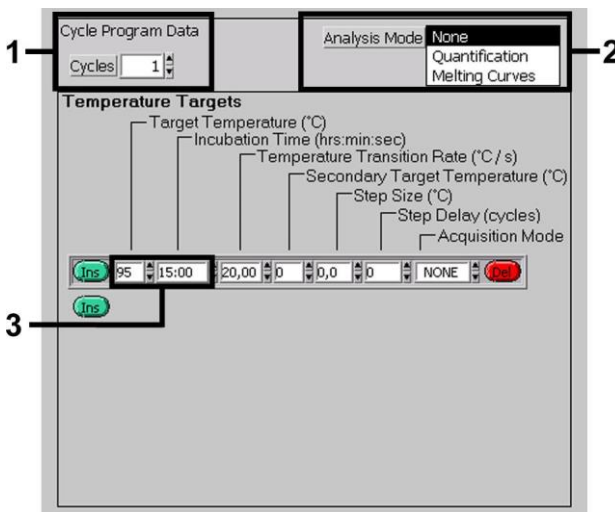 1
Cycle Program Data
Cycles 1
Analysis Mode None
Quantification
Melting Curves
2
Temperature Targets
Target Temperature (°C)
Incubation Time (hrs:min:sec)
Temperature Transition Rate (°C / s)
Secondary Target Temperature (°C)
Step Size (°C)
Step Delay (cycles)
Acquisition Mode
Ins 95 15:00 20,00 0 0,0 0 NONE Del
Ins
3